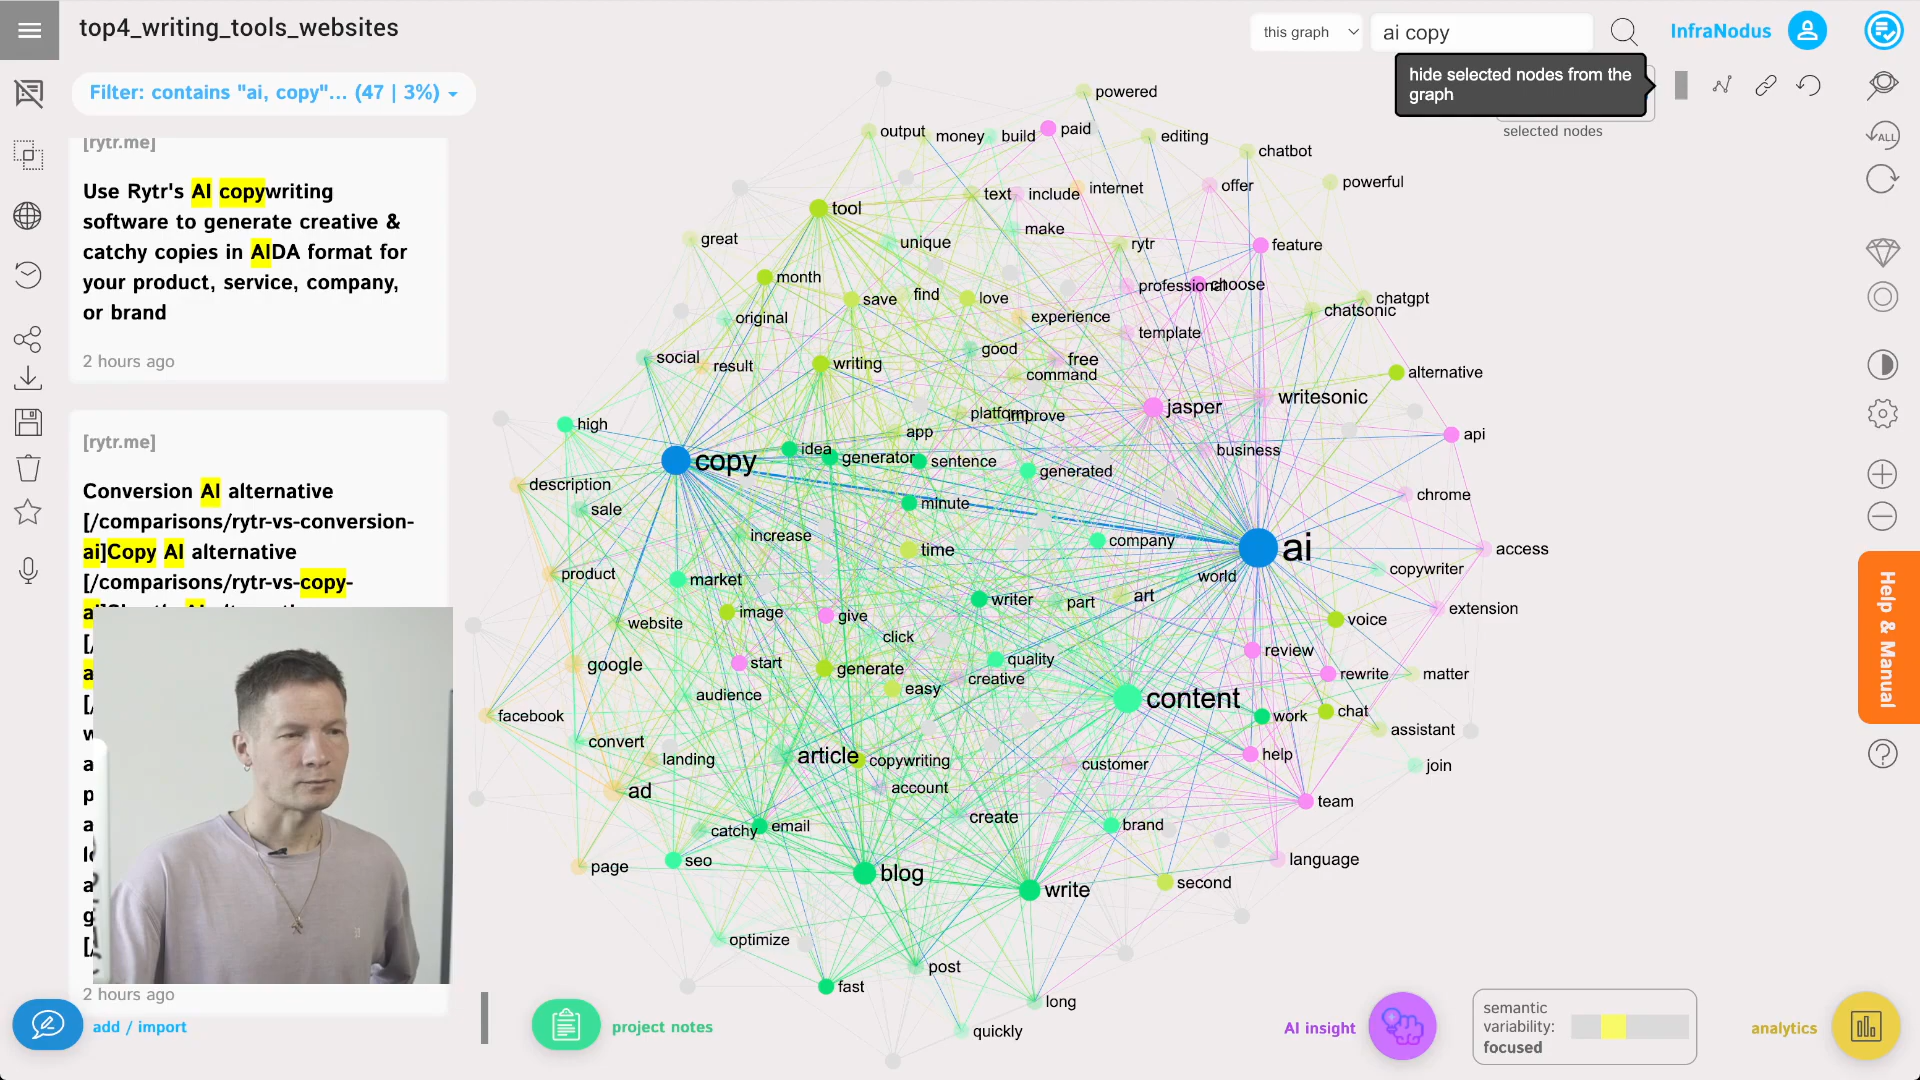 top4_writing_tools_websites
this graph
ai copy
InfraNodus
hide selected nodes from the
graph
selected nodes
Filter: contains "ai, copy"... (47 | 3%)
[rytr.me]
Use Rytr's AI copywriting
software to generate creative &
catchy copies in AIDA format for
your product, service, company,
or brand
2 hours ago
[rytr.me]
Conversion AI alternative
[/comparisons/rytr-vs-conversion-
ai]Copy AI alternative
[/comparisons/rytr-vs-copy-
2 hours ago
add / import
project notes
AI insight
semantic
variability:
focused
analytics
Help & Manual
ALL
powered
output
money
build
paid
editing
chatbot
powerful
text
include
internet
offer
tool
great
unique
make
rytr
feature
month
save
find
love
professional
choose
chatgpt
original
experience
chatsonic
template
social
result
writing
good
free
command
alternative
jasper
writesonic
platform
improve
high
app
api
copy
idea
generator
sentence
generated
business
description
sale
minute
chrome
increase
time
company
ai
access
product
market
world
copywriter
image
give
writer
part
art
extension
website
click
voice
google
start
generate
quality
review
audience
easy
creative
rewrite
matter
content
facebook
work
chat
convert
assistant
landing
article
copywriting
customer
help
join
ad
account
team
catchy
email
create
brand
page
seo
blog
write
second
language
optimize
post
fast
long
quickly